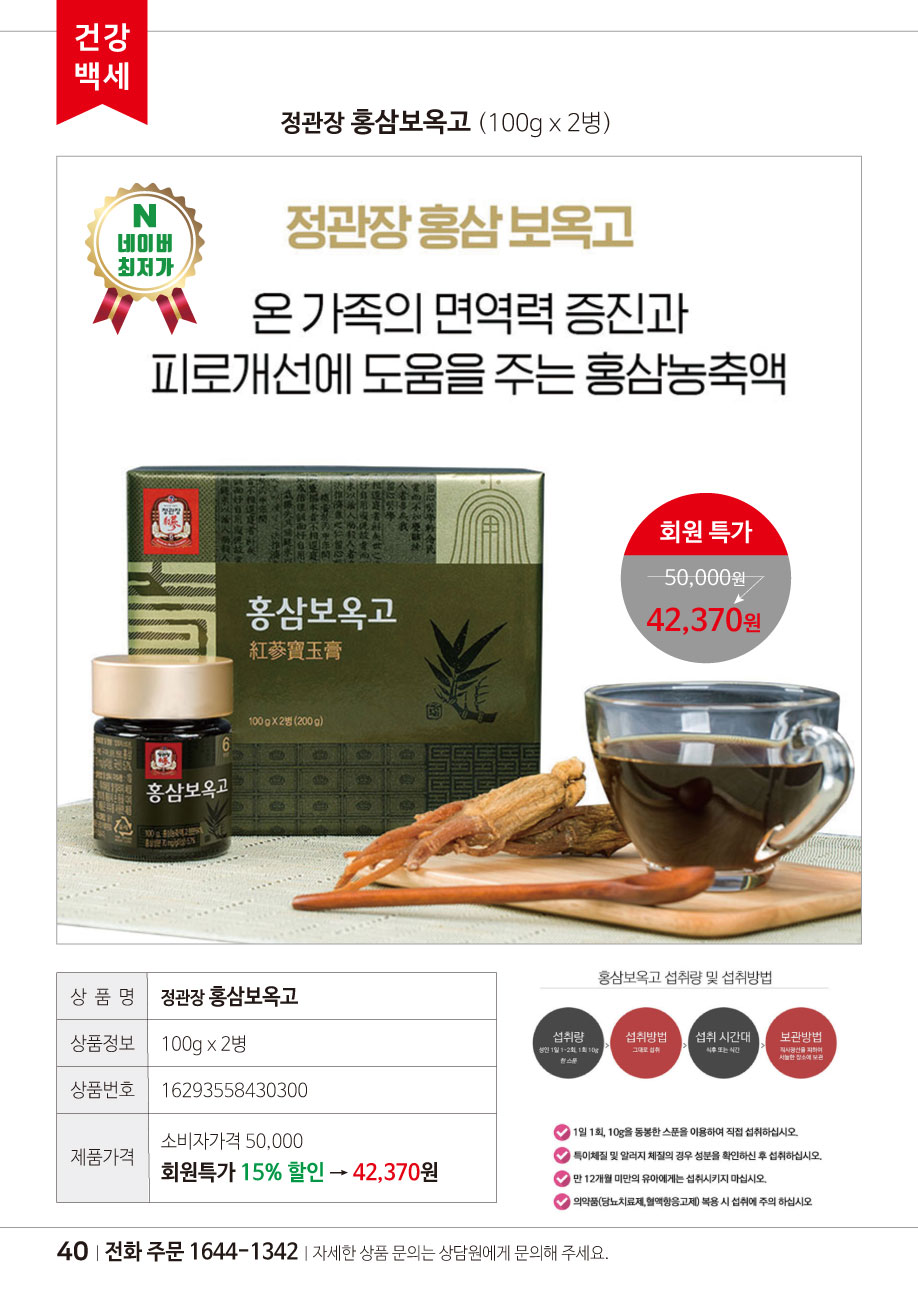 건강
백세
정관장 홍삼보옥고 (100g x 2병)
N
네이버
최저가
정관장 홍삼 보옥고
온 가족의 면역력 증진과
피로개선에 도움을 주는 홍삼농축액
회원 특가
50,000원
42,370원
정관장
홍삼보옥고
紅蔘寶玉膏
100 g X 2병 (200 g)
6
정관장
홍삼보옥고
상 품 명
정관장 홍삼보옥고
상품정보
100g x 2병
상품번호
16293558430300
제품가격
소비자가격 50,000
회원특가 15% 할인 → 42,370원
홍삼보옥고 섭취량 및 섭취방법
섭취량
성인 1일 1-2회, 1회 10g
한 스푼
섭취방법
그대로 섭취
섭취 시간대
식후 또는 식간
보관방법
직사광선을 피하여
서늘한 장소에 보관
1일 1회, 10g을 동봉한 스푼을 이용하여 직접 섭취하십시오.
특이체질 및 알러지 체질의 경우 성분을 확인하신 후 섭취하십시오.
만 12개월 미만의 유아에게는 섭취시키지 마십시오.
의약품(당뇨치료제,혈액항응고제) 복용 시 섭취에 주의 하십시오
40 | 전화 주문 1644-1342 | 자세한 상품 문의는 상담원에게 문의해 주세요.